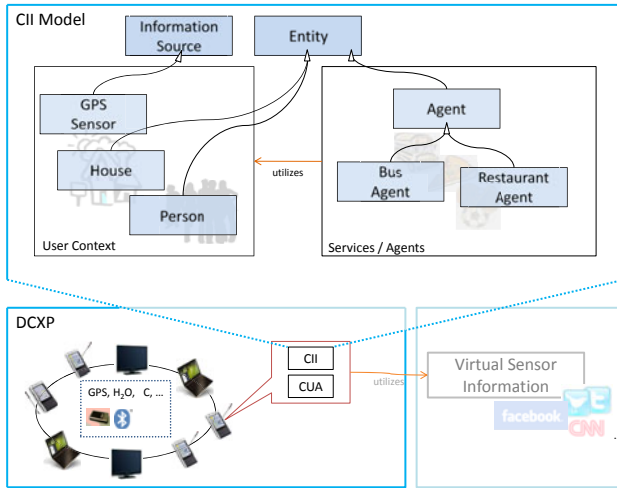 CII Model
Information
Source
Entity
GPS
Sensor
House
Person
User Context
utilizes
Agent
Bus
Agent
Restaurant
Agent
Services / Agents
DCXP
GPS, H2O, C, ...
CII
CUA
utilizes
Virtual Sensor
Information
facebook
CNN
.